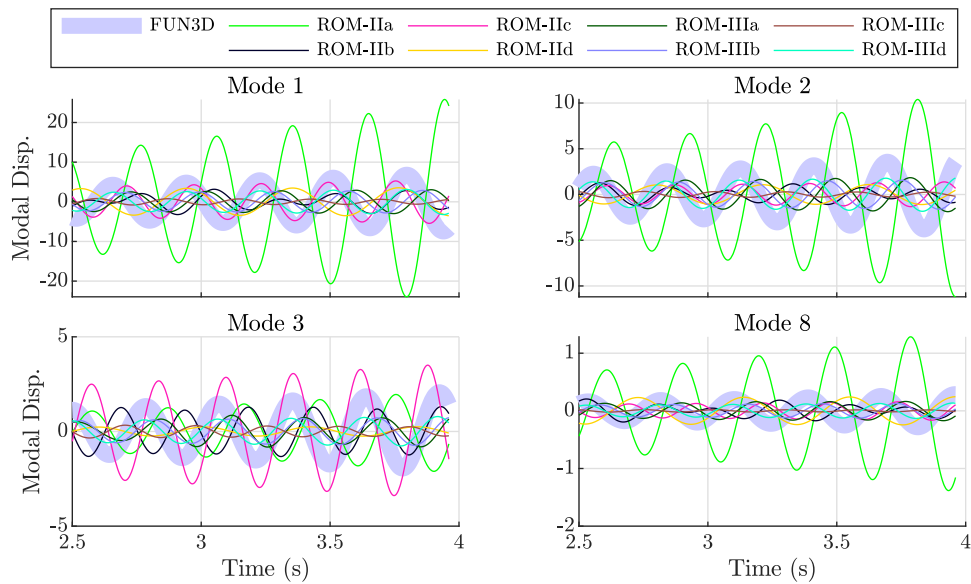 FUN3D ROM-IIa ROM-IIc ROM-IIIa ROM-IIIc
ROM-IIb ROM-IId ROM-IIIb ROM-IIId
Mode 1
Mode 2
Modal Disp.
20
10
0
-10
-20
10
5
0
-5
-10
Mode 3
Mode 8
Modal Disp.
5
0
-5
1
0
-1
-2
2.5 3 3.5 4
2.5 3 3.5 4
Time (s)
Time (s)